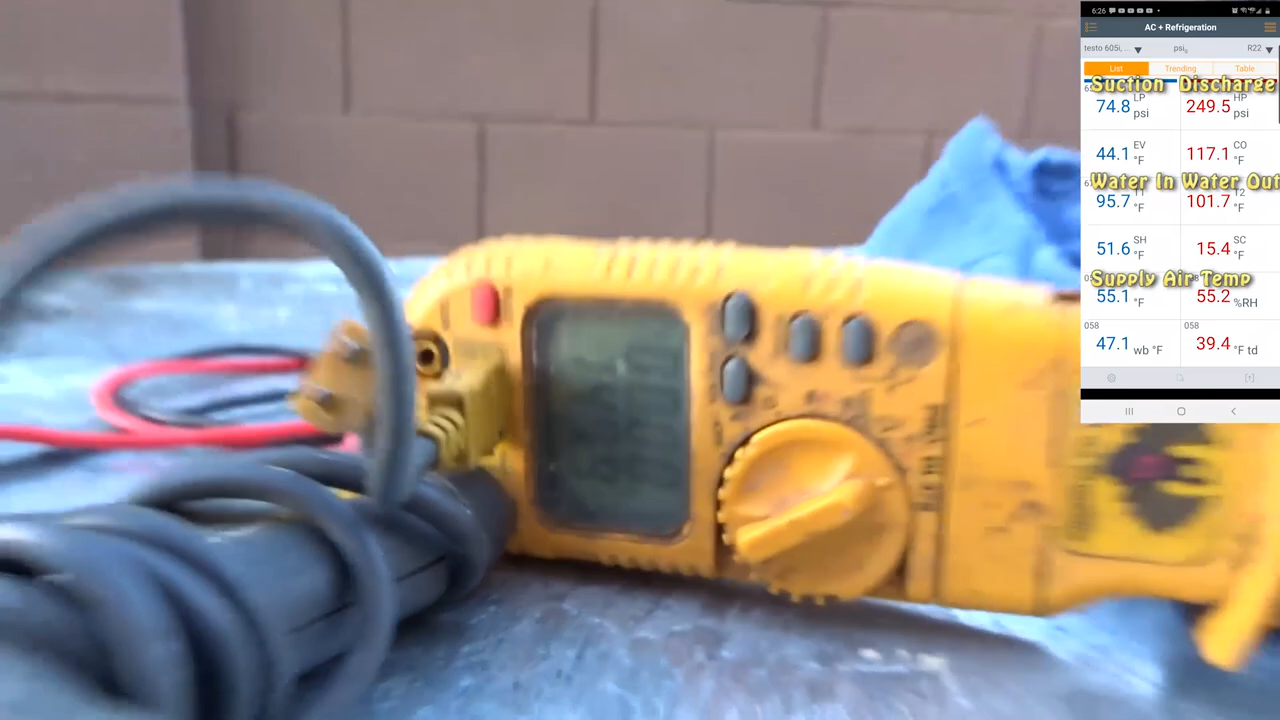 6:26
AC + Refrigeration
testo 605i, ... psig R22
List Trending Table
Suction Discharge
74.8 LP psi 249.5 HP psi
44.1 EV °F 117.1 CO °F
Water In Water Out
95.7 T1 °F 101.7 T2 °F
51.6 SH °F 15.4 SC °F
Supply Air Temp
55.1 °F 55.2 %RH
058 058
47.1 wb °F 39.4 °F td